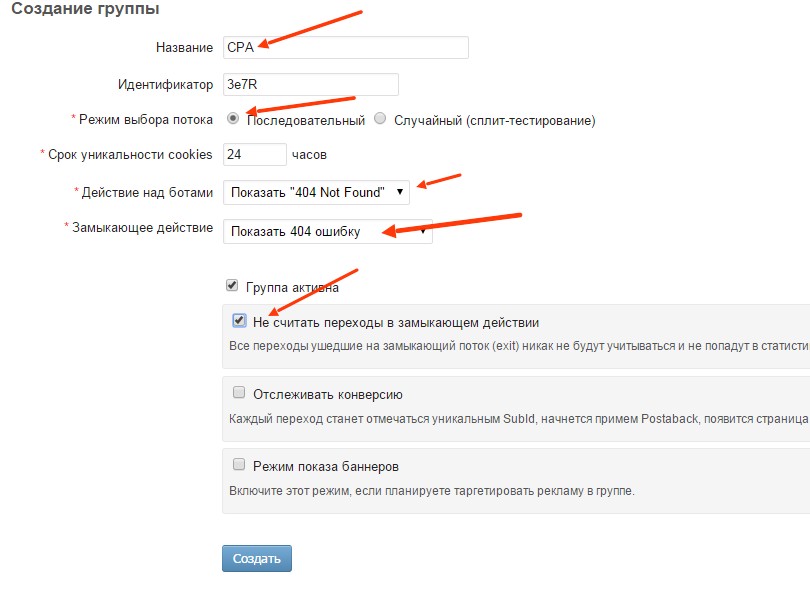 Создание группы
Название CPA
Идентификатор 3e7R
* Режим выбора потока Последовательный Случайный (сплит-тестирование)
* Срок уникальности cookies 24 часов
* Действие над ботами Показать "404 Not Found"
* Замыкающее действие Показать 404 ошибку
Группа активна
Не считать переходы в замыкающем действии
Все переходы ушедшие на замыкающий поток (exit) никак не будут учитываться и не попадут в статисти
Отслеживать конверсию
Каждый переход станет отмечаться уникальным SubId, начнется примем Postaback, появится страница
Режим показа баннеров
Включите этот режим, если планируете таргетировать рекламу в группе.
Создать